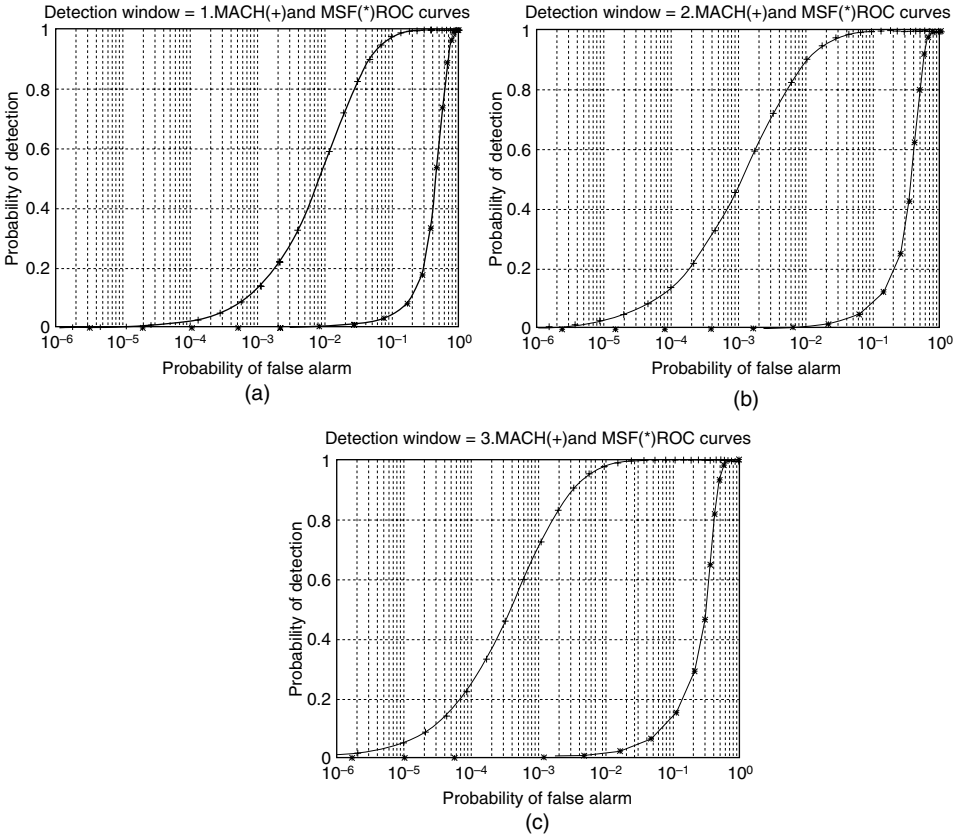 Detection window = 1.MACH(+)and MSF(*)ROC curves
Probability of detection
1
0.8
0.6
0.4
0.2
0
10⁻⁶ 10⁻⁵ 10⁻⁴ 10⁻³ 10⁻² 10⁻¹ 10⁰
Probability of false alarm
(a)
Detection window = 2.MACH(+)and MSF(*)ROC curves
Probability of detection
1
0.8
0.6
0.4
0.2
0
10⁻⁶ 10⁻⁵ 10⁻⁴ 10⁻³ 10⁻² 10⁻¹ 10⁰
Probability of false alarm
(b)
Detection window = 3.MACH(+)and MSF(*)ROC curves
Probability of detection
1
0.8
0.6
0.4
0.2
0
10⁻⁶ 10⁻⁵ 10⁻⁴ 10⁻³ 10⁻² 10⁻¹ 10⁰
Probability of false alarm
(c)